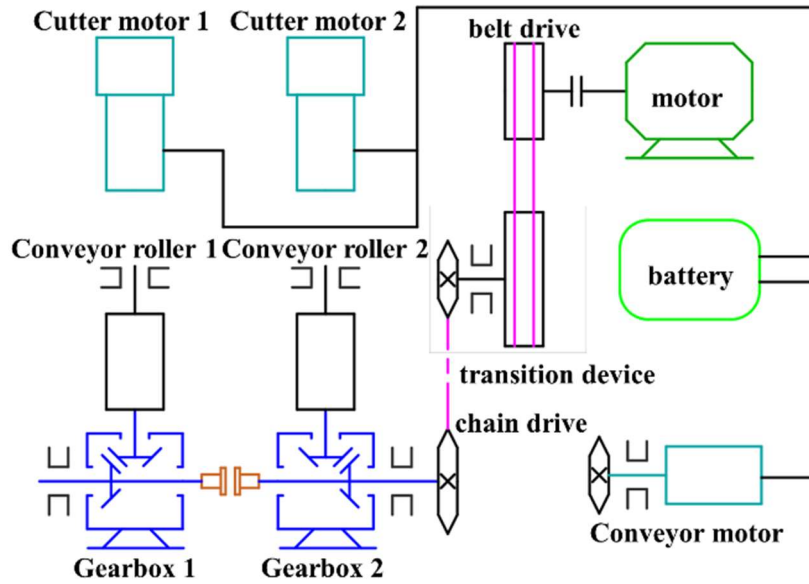 Cutter motor 1
Cutter motor 2
belt drive
motor
Conveyor roller 1
Conveyor roller 2
battery
transition device
chain drive
Gearbox 1
Gearbox 2
Conveyor motor